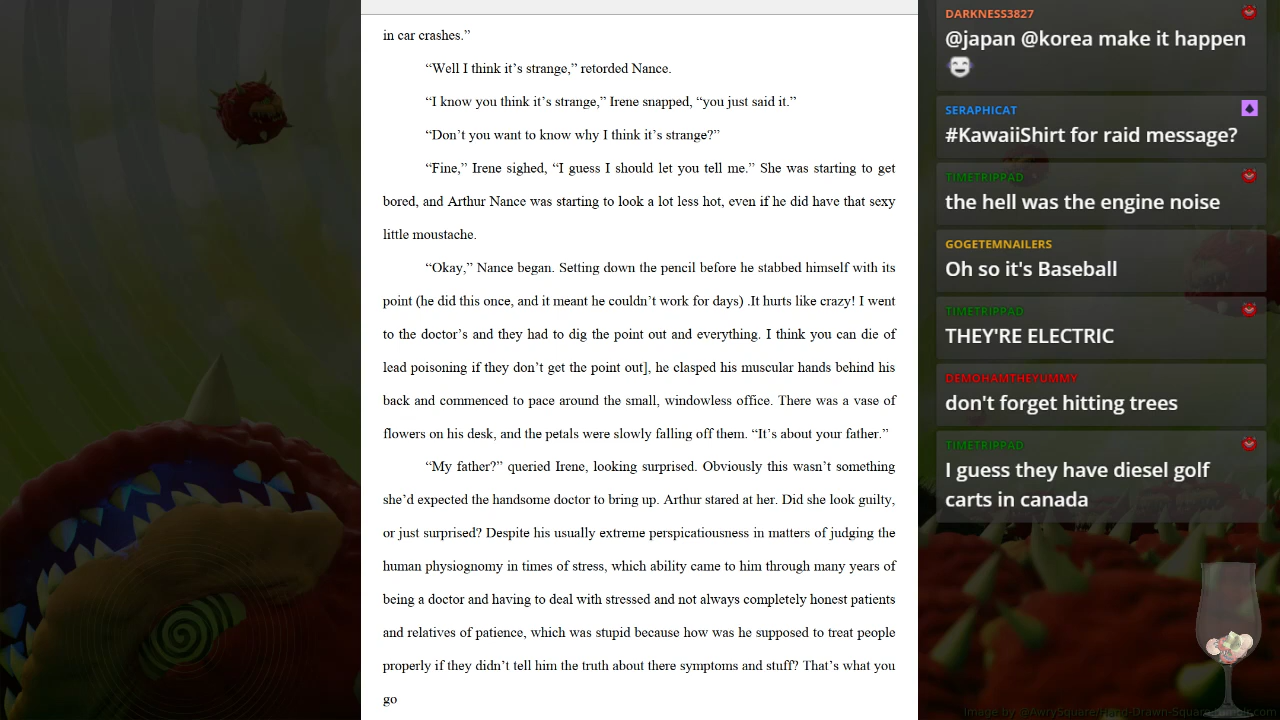 in car crashes.”
“Well I think it’s strange,” retorded Nance.
“I know you think it’s strange,” Irene snapped, “you just said it.”
“Don’t you want to know why I think it’s strange?”
“Fine,” Irene sighed, “I guess I should let you tell me.” She was starting to get
bored, and Arthur Nance was starting to look a lot less hot, even if he did have that sexy
little moustache.
“Okay,” Nance began. Setting down the pencil before he stabbed himself with its
point (he did this once, and it meant he couldn’t work for days) .It hurts like crazy! I went
to the doctor’s and they had to dig the point out and everything. I think you can die of
lead poisoning if they don’t get the point out], he clasped his muscular hands behind his
back and commenced to pace around the small, windowless office. There was a vase of
flowers on his desk, and the petals were slowly falling off them. “It’s about your father.”
“My father?” queried Irene, looking surprised. Obviously this wasn’t something
she’d expected the handsome doctor to bring up. Arthur stared at her. Did she look guilty,
or just surprised? Despite his usually extreme perspicatiousness in matters of judging the
human physiognomy in times of stress, which ability came to him through many years of
being a doctor and having to deal with stressed and not always completely honest patients
and relatives of patience, which was stupid because how was he supposed to treat people
properly if they didn’t tell him the truth about there symptoms and stuff? That’s what you
go
DARKNESS3827
@japan @korea make it happen
SERAPHICAT
#KawaiiShirt for raid message?
TIMETRIPPAD
the hell was the engine noise
GOGETEMNAILERS
Oh so it's Baseball
TIMETRIPPAD
THEY'RE ELECTRIC
DEMOHAMTHEYUMMY
don't forget hitting trees
TIMETRIPPAD
I guess they have diesel golf
carts in canada